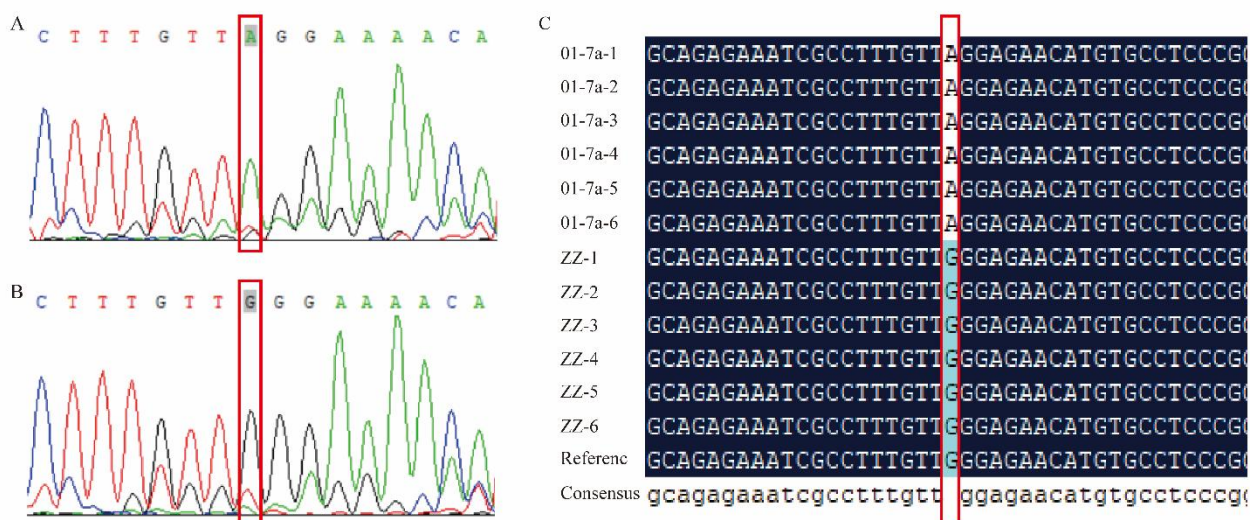 A
C T T T G T T A G G A A A A C A
B
C T T T G T T G G G A A A A C A
C
01-7a-1 GCAGAGAAATCGCCTTTGTTAGGAGAACATGTGCCTCCCG
01-7a-2 GCAGAGAAATCGCCTTTGTTAGGAGAACATGTGCCTCCCG
01-7a-3 GCAGAGAAATCGCCTTTGTTAGGAGAACATGTGCCTCCCG
01-7a-4 GCAGAGAAATCGCCTTTGTTAGGAGAACATGTGCCTCCCG
01-7a-5 GCAGAGAAATCGCCTTTGTTAGGAGAACATGTGCCTCCCG
01-7a-6 GCAGAGAAATCGCCTTTGTTAGGAGAACATGTGCCTCCCG
ZZ-1 GCAGAGAAATCGCCTTTGTTGGGAGAACATGTGCCTCCCG
ZZ-2 GCAGAGAAATCGCCTTTGTTGGGAGAACATGTGCCTCCCG
ZZ-3 GCAGAGAAATCGCCTTTGTTGGGAGAACATGTGCCTCCCG
ZZ-4 GCAGAGAAATCGCCTTTGTTGGGAGAACATGTGCCTCCCG
ZZ-5 GCAGAGAAATCGCCTTTGTTGGGAGAACATGTGCCTCCCG
ZZ-6 GCAGAGAAATCGCCTTTGTTGGGAGAACATGTGCCTCCCG
Referenc GCAGAGAAATCGCCTTTGTTGGGAGAACATGTGCCTCCCG
Consensus gcagagaaatcgcctttgtt ggagaacatgtgcctcccg